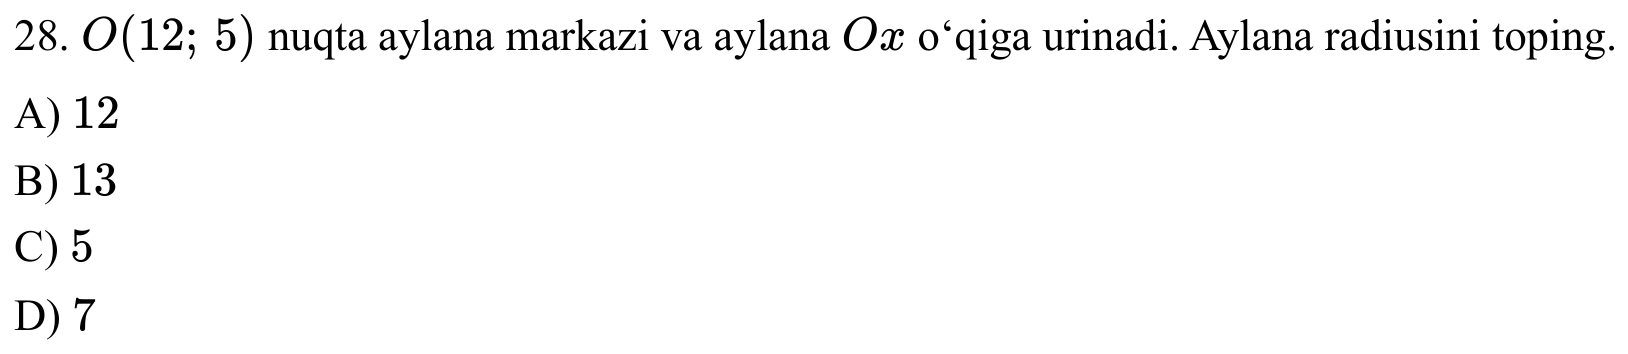 28. O(12; 5) nuqta aylana markazi va aylana Ox o‘qiga urinadi. Aylana radiusini toping.
A) 12
B) 13
C) 5
D) 7